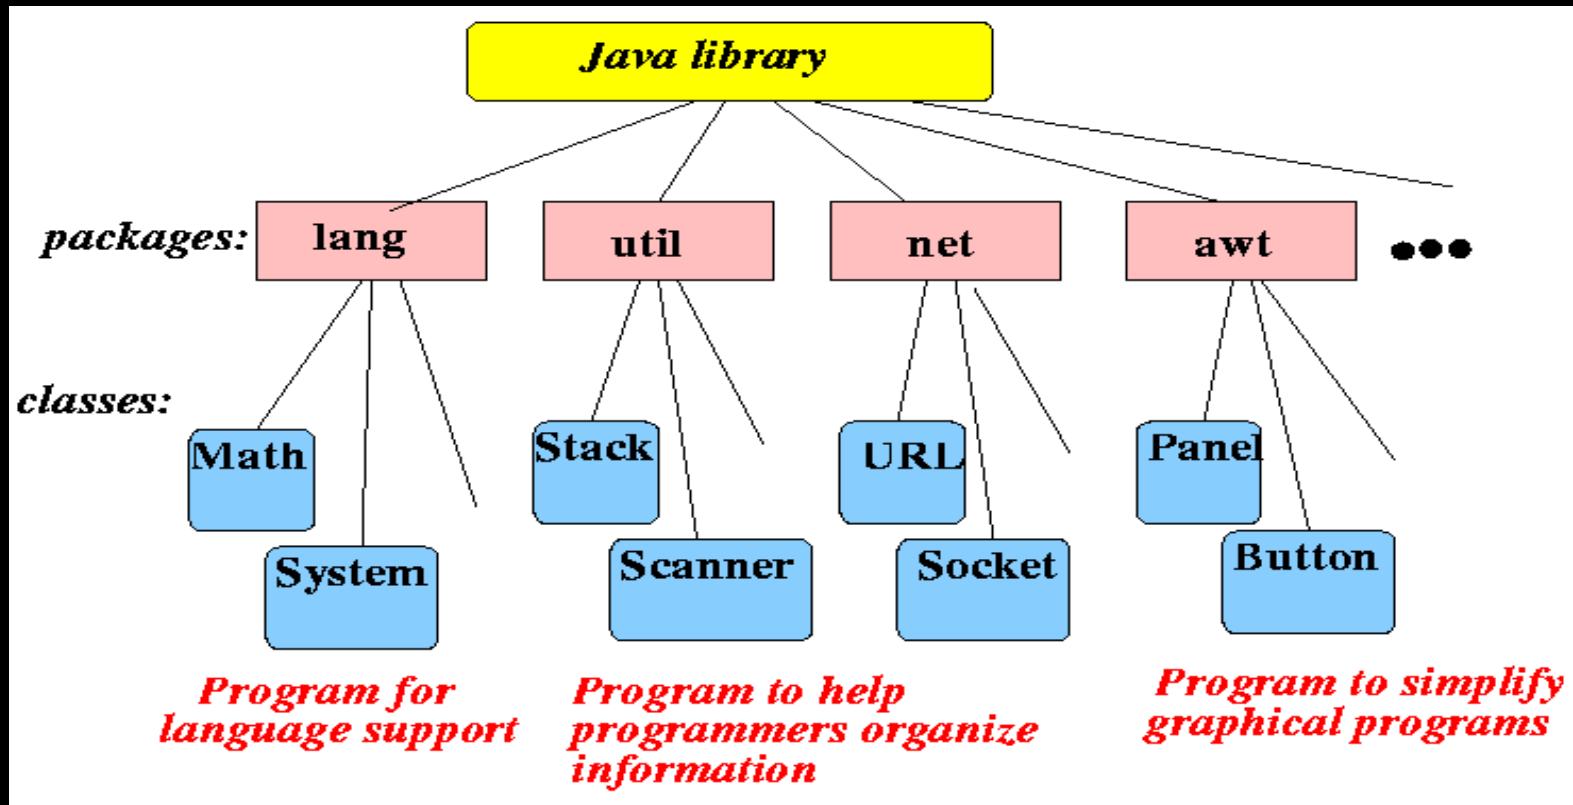 Java library
packages:
lang
util
net
awt
classes:
Math
Stack
URL
Panel
System
Scanner
Socket
Button
Program for
language support
Program to help
programmers organize
information
Program to simplify
graphical programs